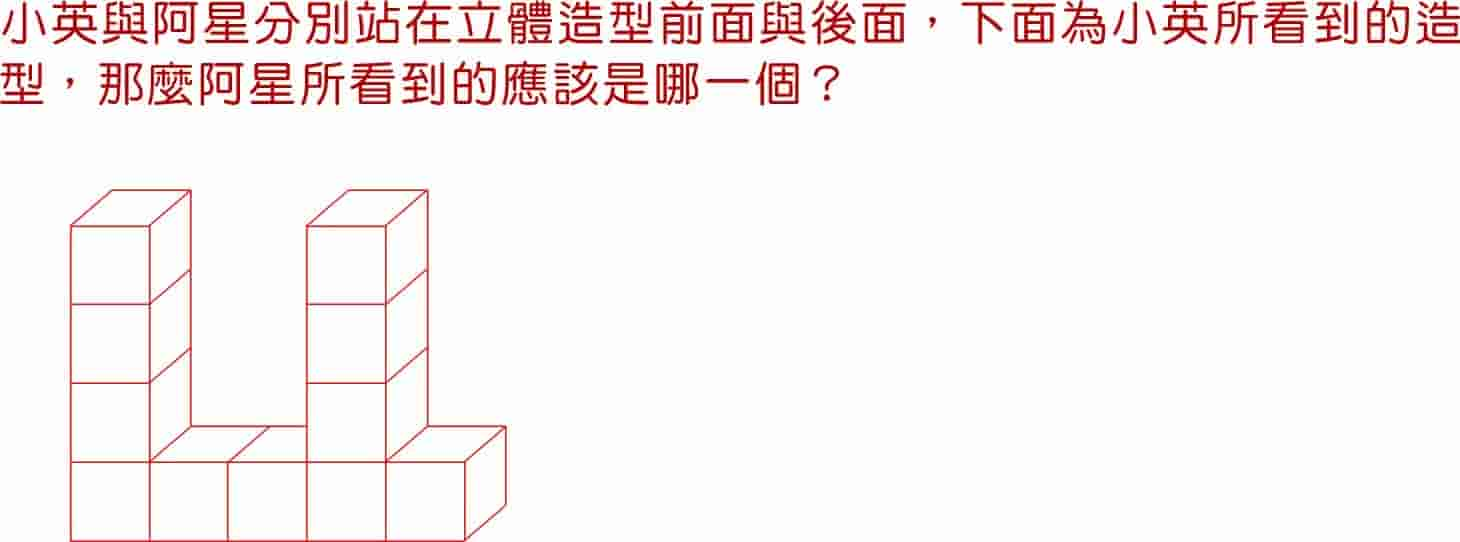 小英與阿星分別站在立體造型前面與後面，下面為小英所看到的造
型，那麼阿星所看到的應該是哪一個？